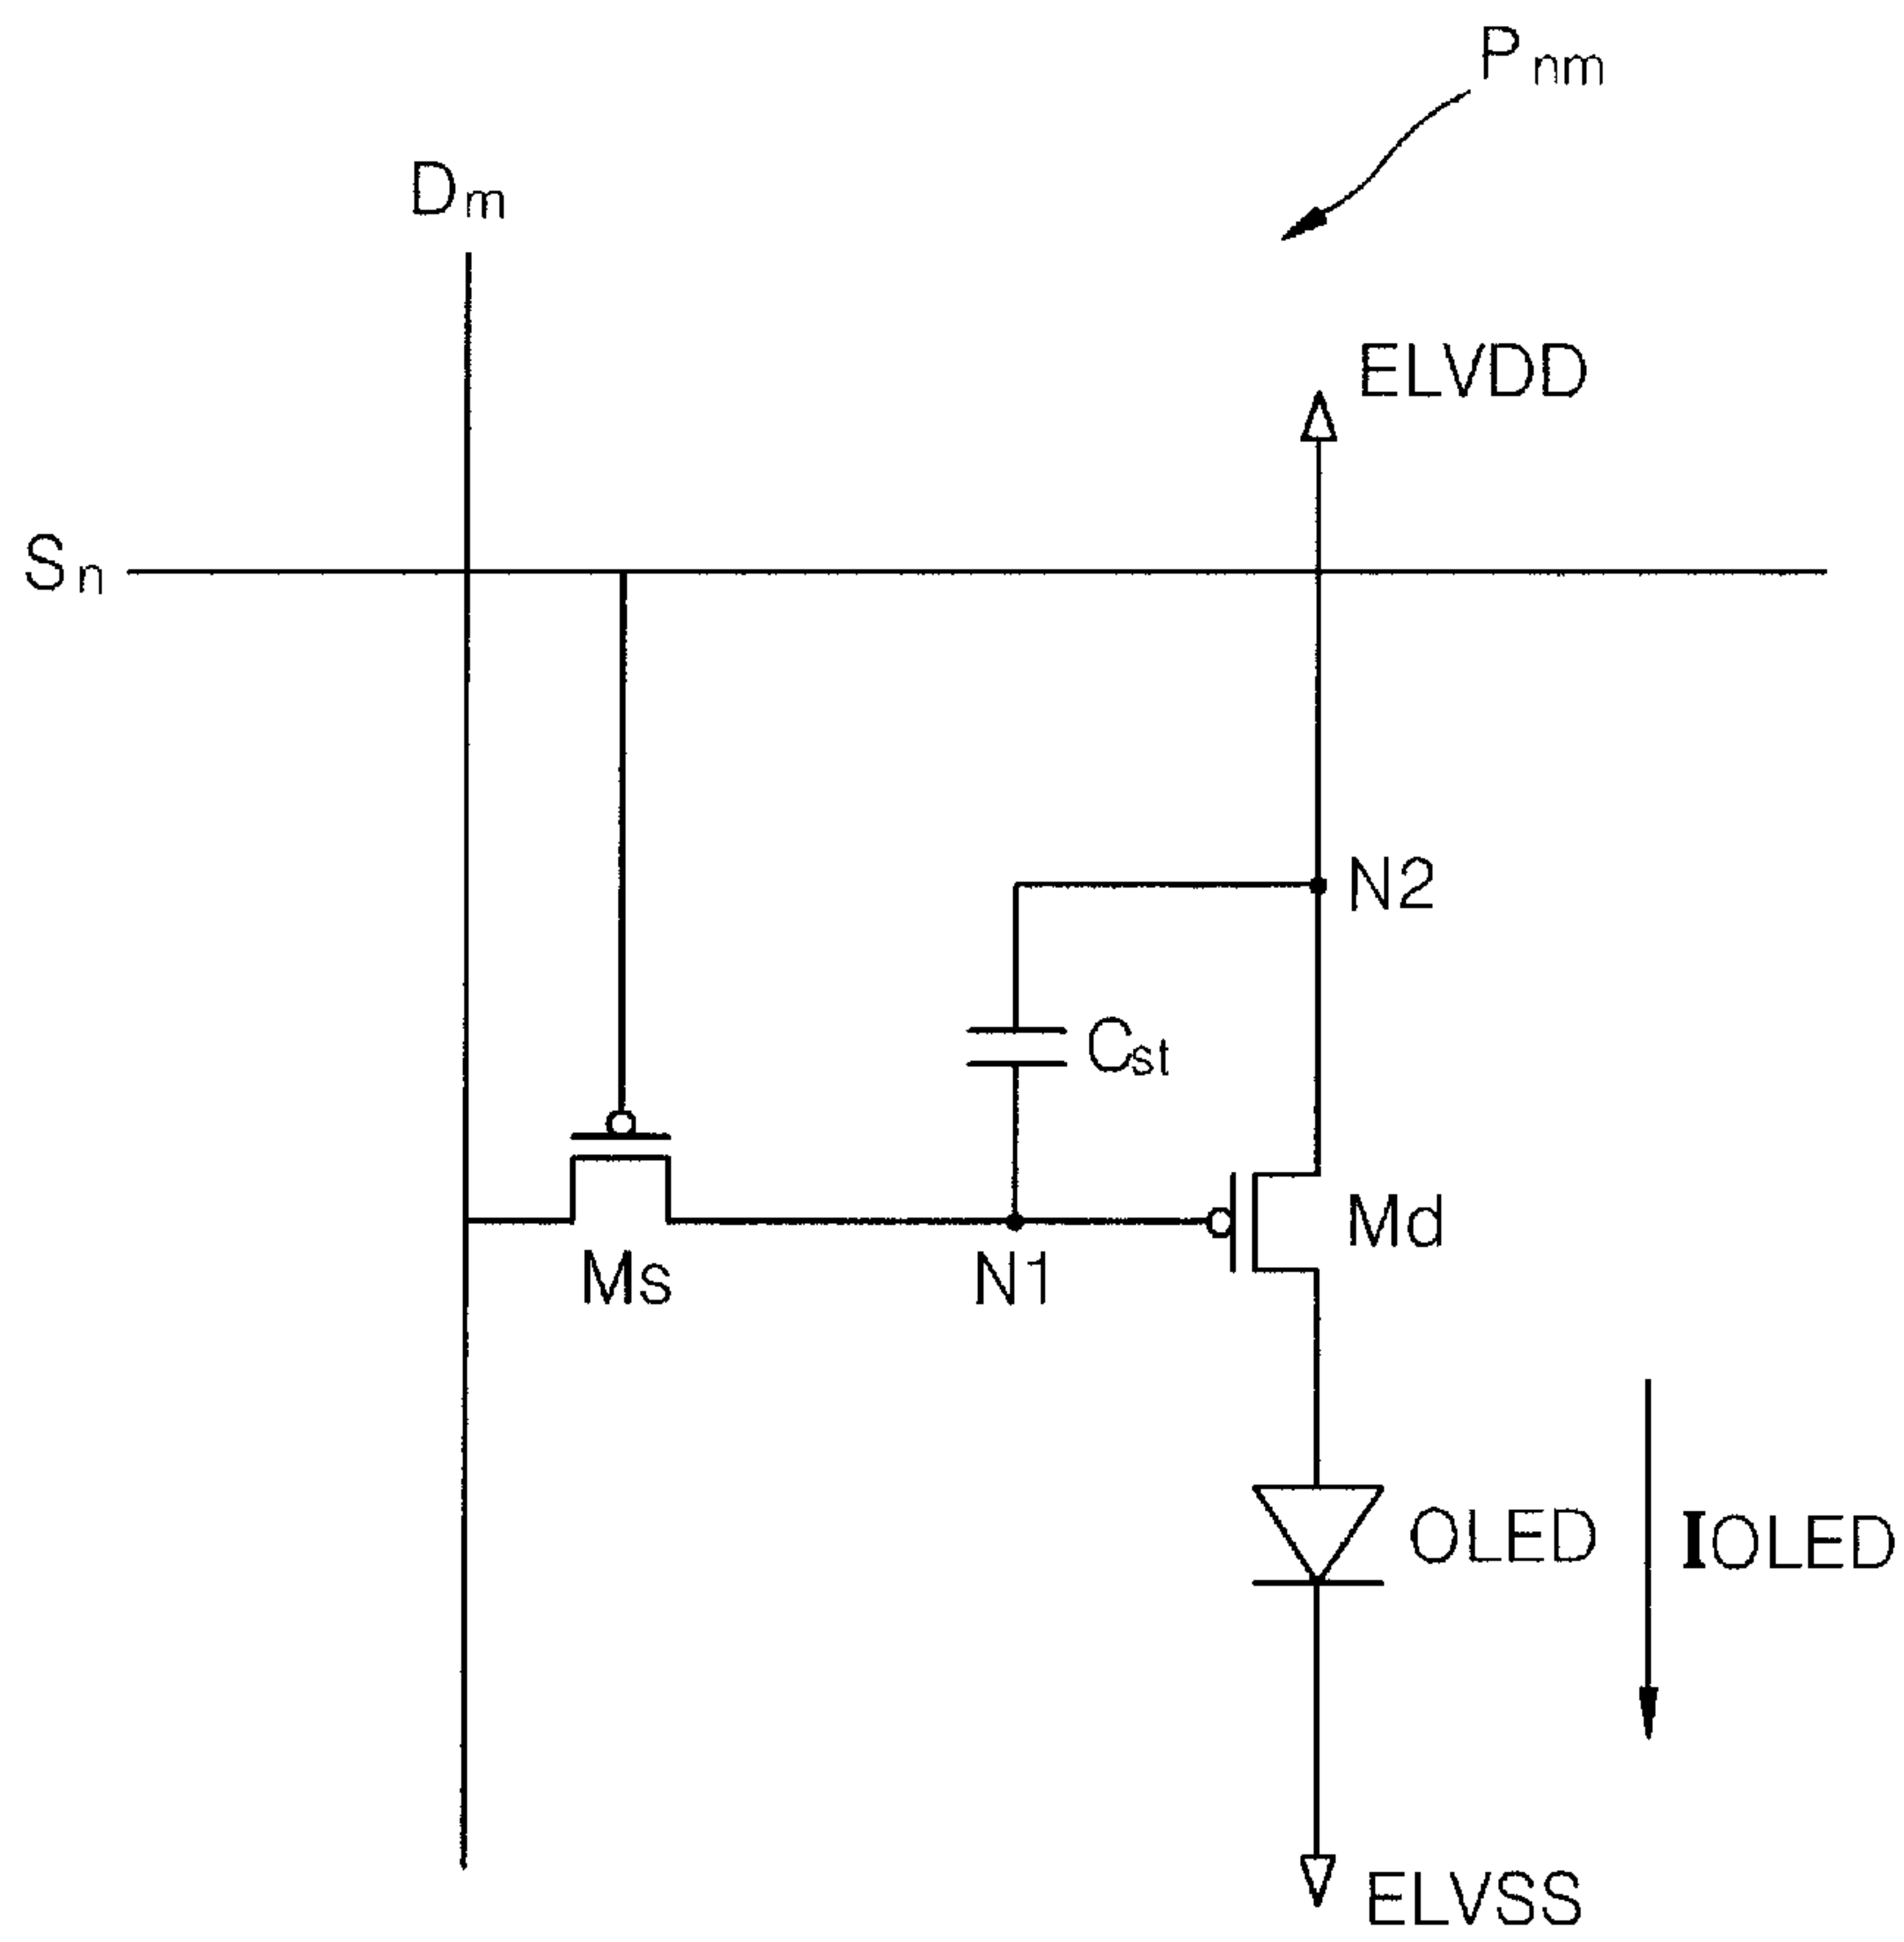 Pnm
Dm
ELVDD
Sn
N2
Cst
Md
Ms
N1
OLED
IOLED
ELVSS